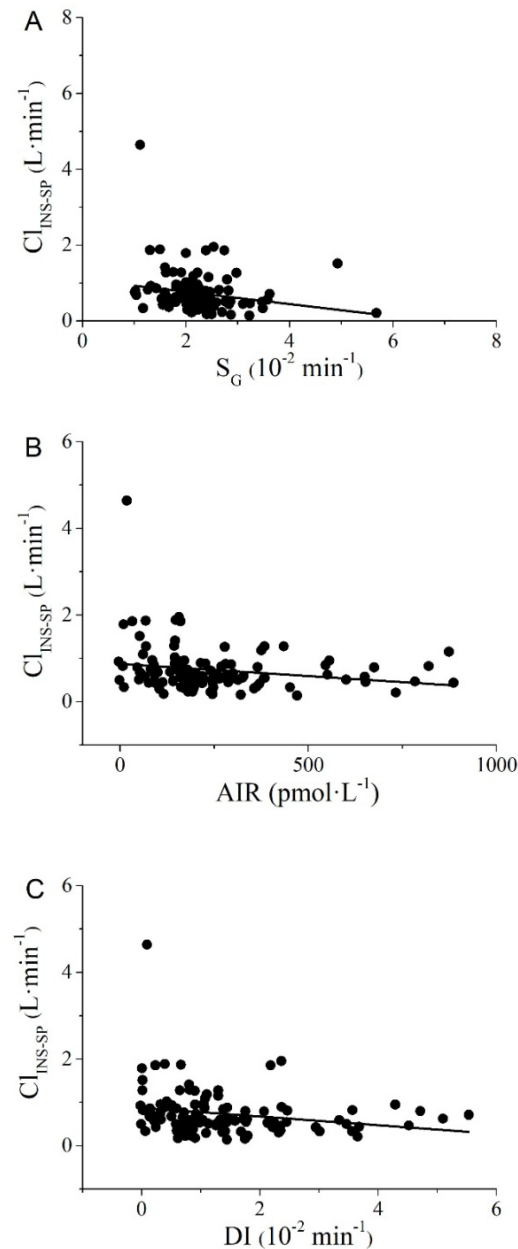 A
8
6
4
2
0
Cl_INS-SP (L·min⁻¹)
0 2 4 6 8
S_G (10⁻² min⁻¹)
B
6
4
2
0
Cl_INS-SP (L·min⁻¹)
0 500 1000
AIR (pmol·L⁻¹)
C
6
4
2
0
Cl_INS-SP (L·min⁻¹)
0 2 4 6
DI (10⁻² min⁻¹)